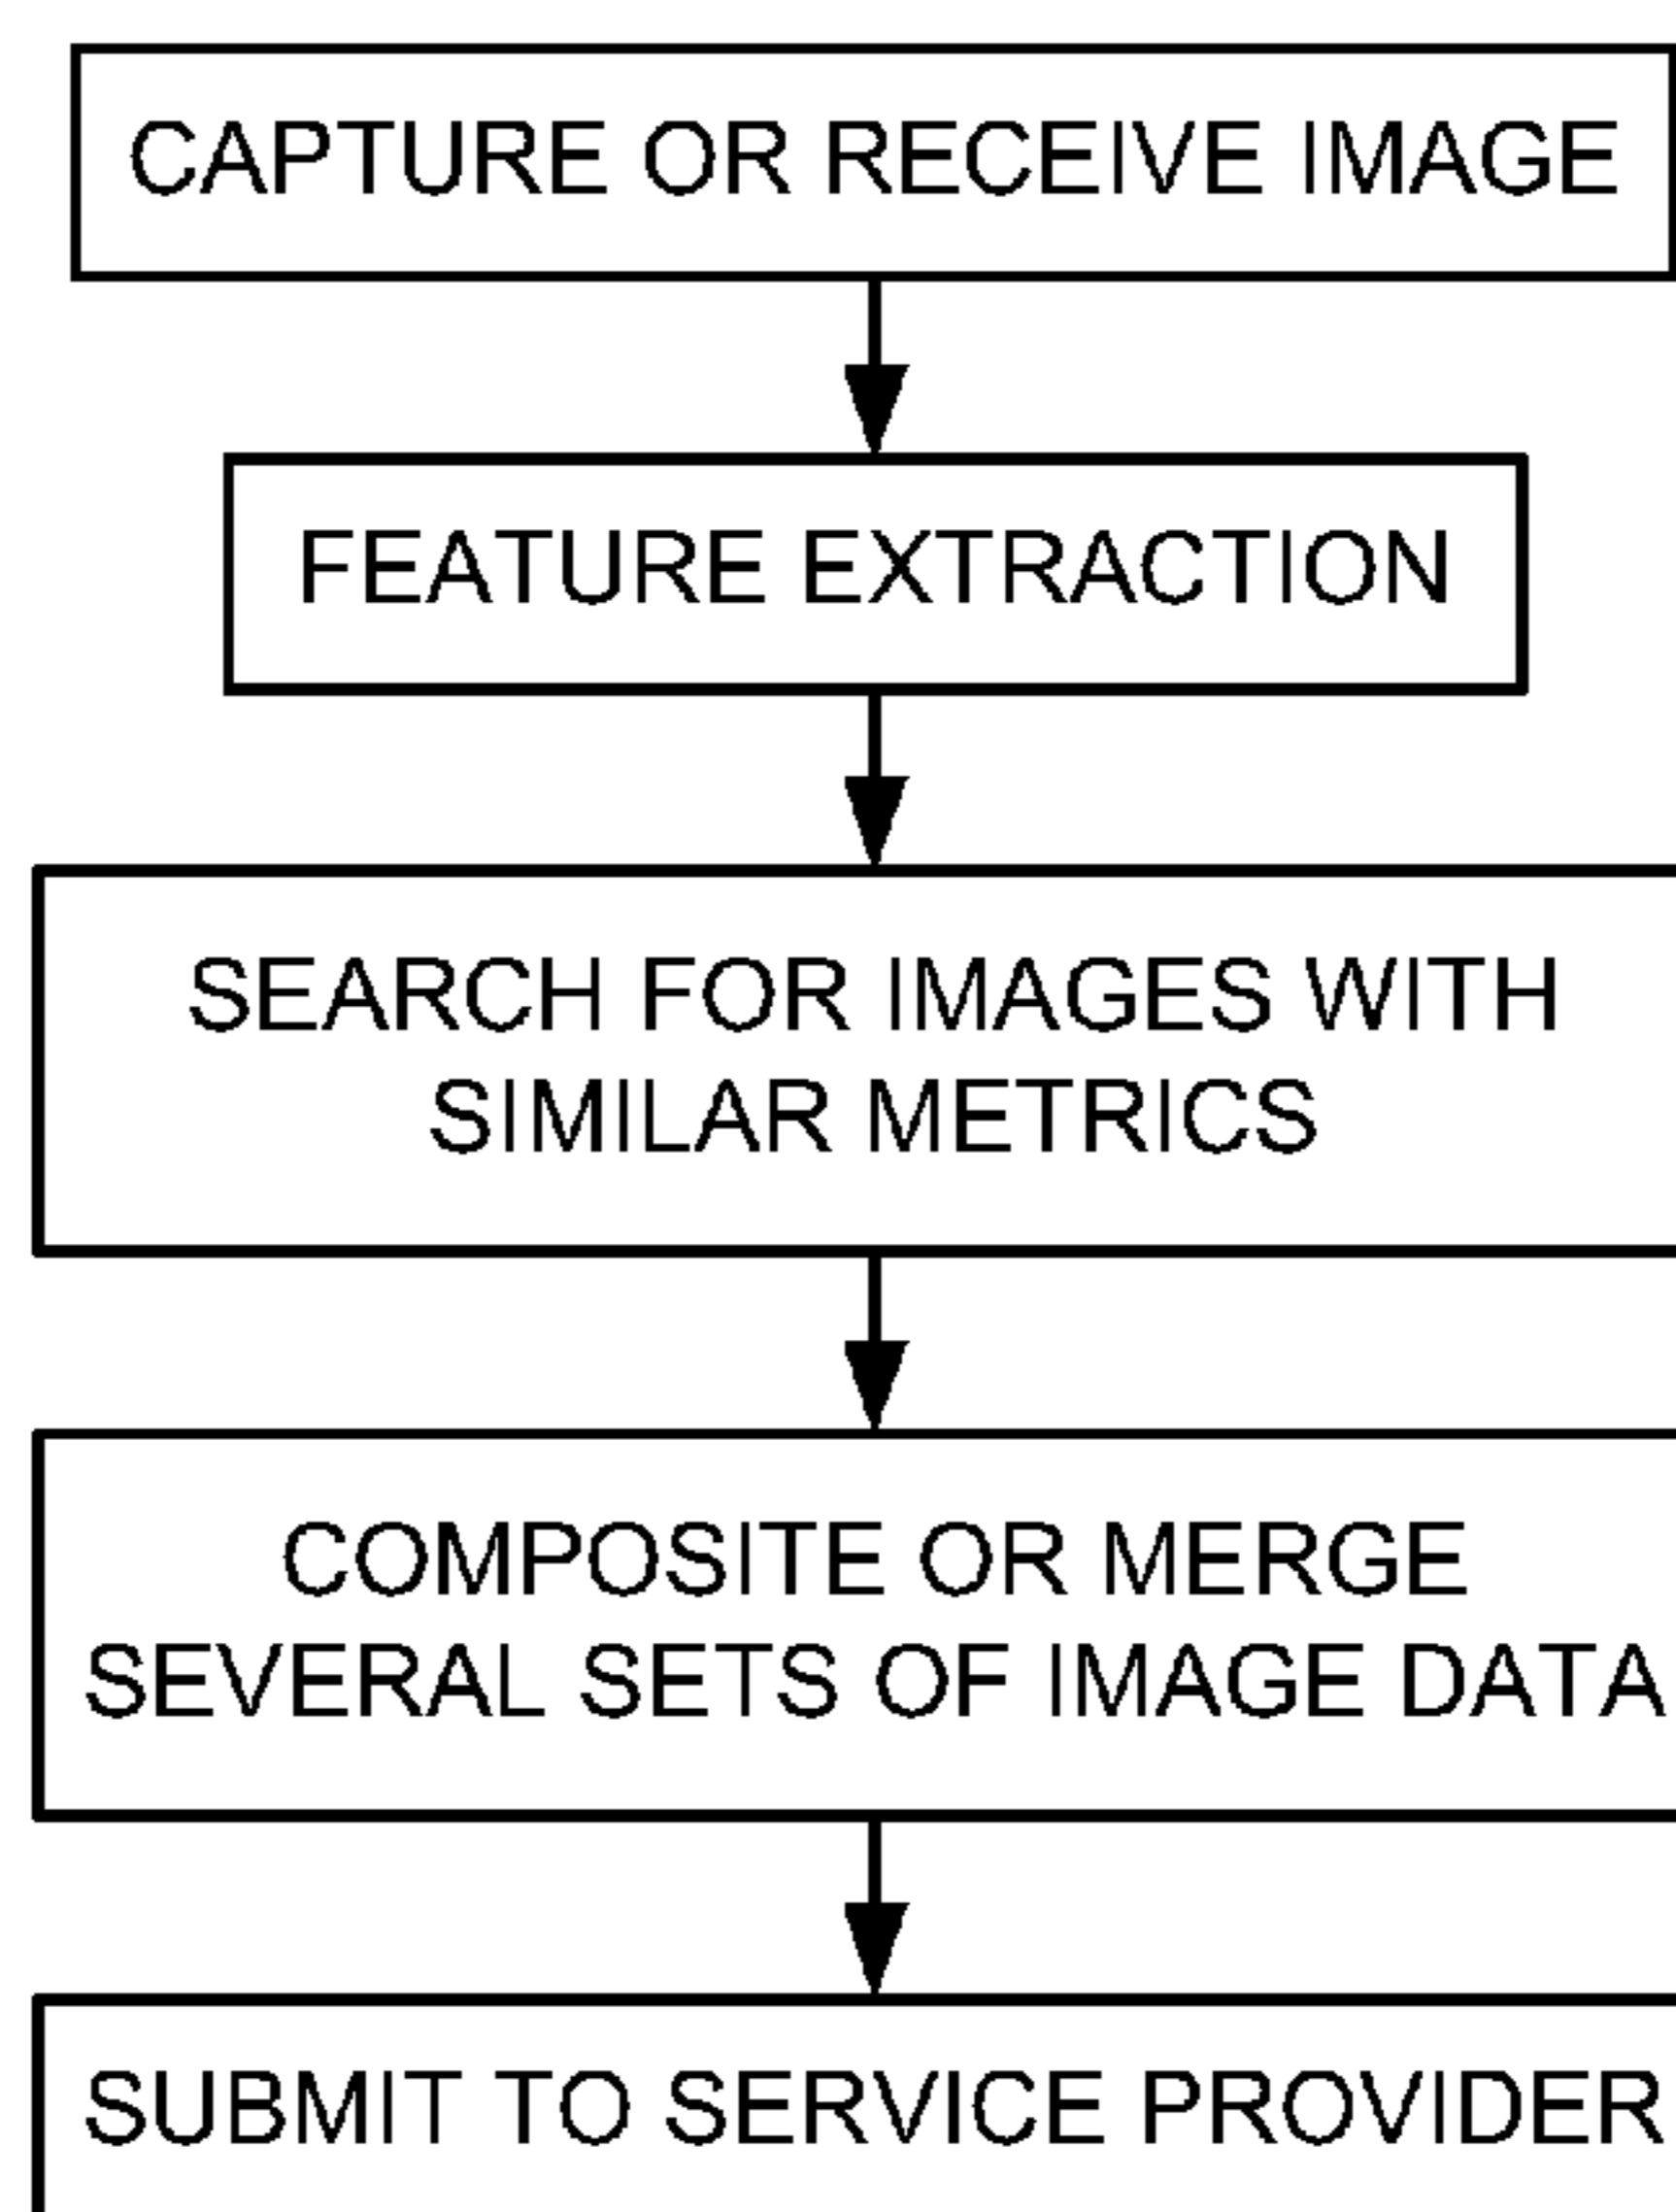 CAPTURE OR RECEIVE IMAGE
FEATURE EXTRACTION
SEARCH FOR IMAGES WITH
SIMILAR METRICS
COMPOSITE OR MERGE
SEVERAL SETS OF IMAGE DATA
SUBMIT TO SERVICE PROVIDER